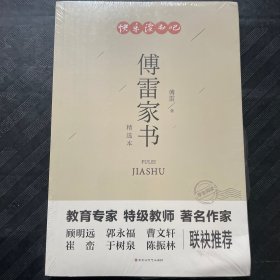 快乐读书吧
傅雷家书
傅雷 著
精选本
FULEI
JIASHU
教育专家 特级教师 著名作家
顾明远 郭永福 曹文轩
崔峦 于树泉 陈振林
联袂推荐